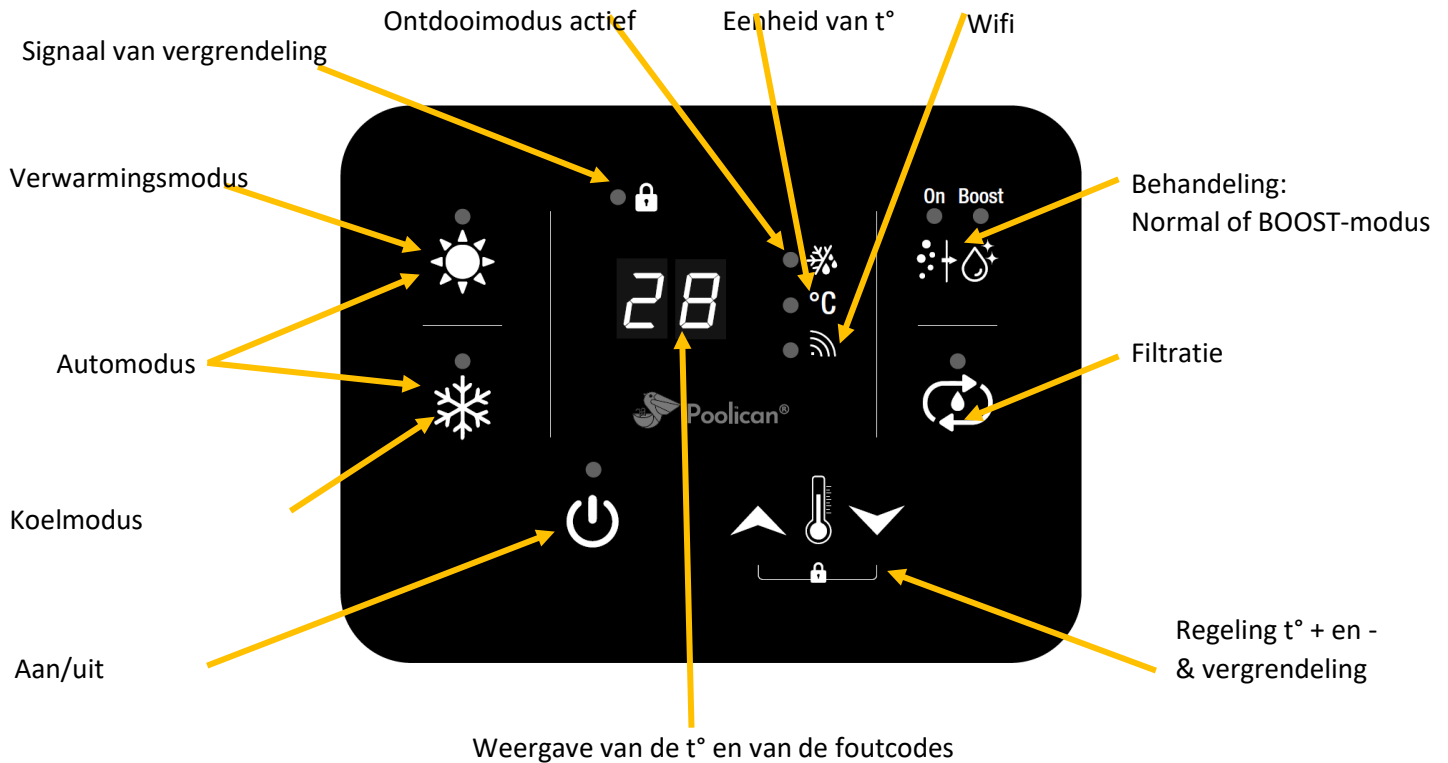 Ontdooimodus actief
Eenheid van t°
Wifi
Signaal van vergrendeling
Verwarmingsmodus
On Boost
Behandeling:
Normal of BOOST-modus
28
°C
Automodus
Filtratie
Poolican®
Koelmodus
Regeling t° + en -
& vergrendeling
Aan/uit
Weergave van de t° en van de foutcodes